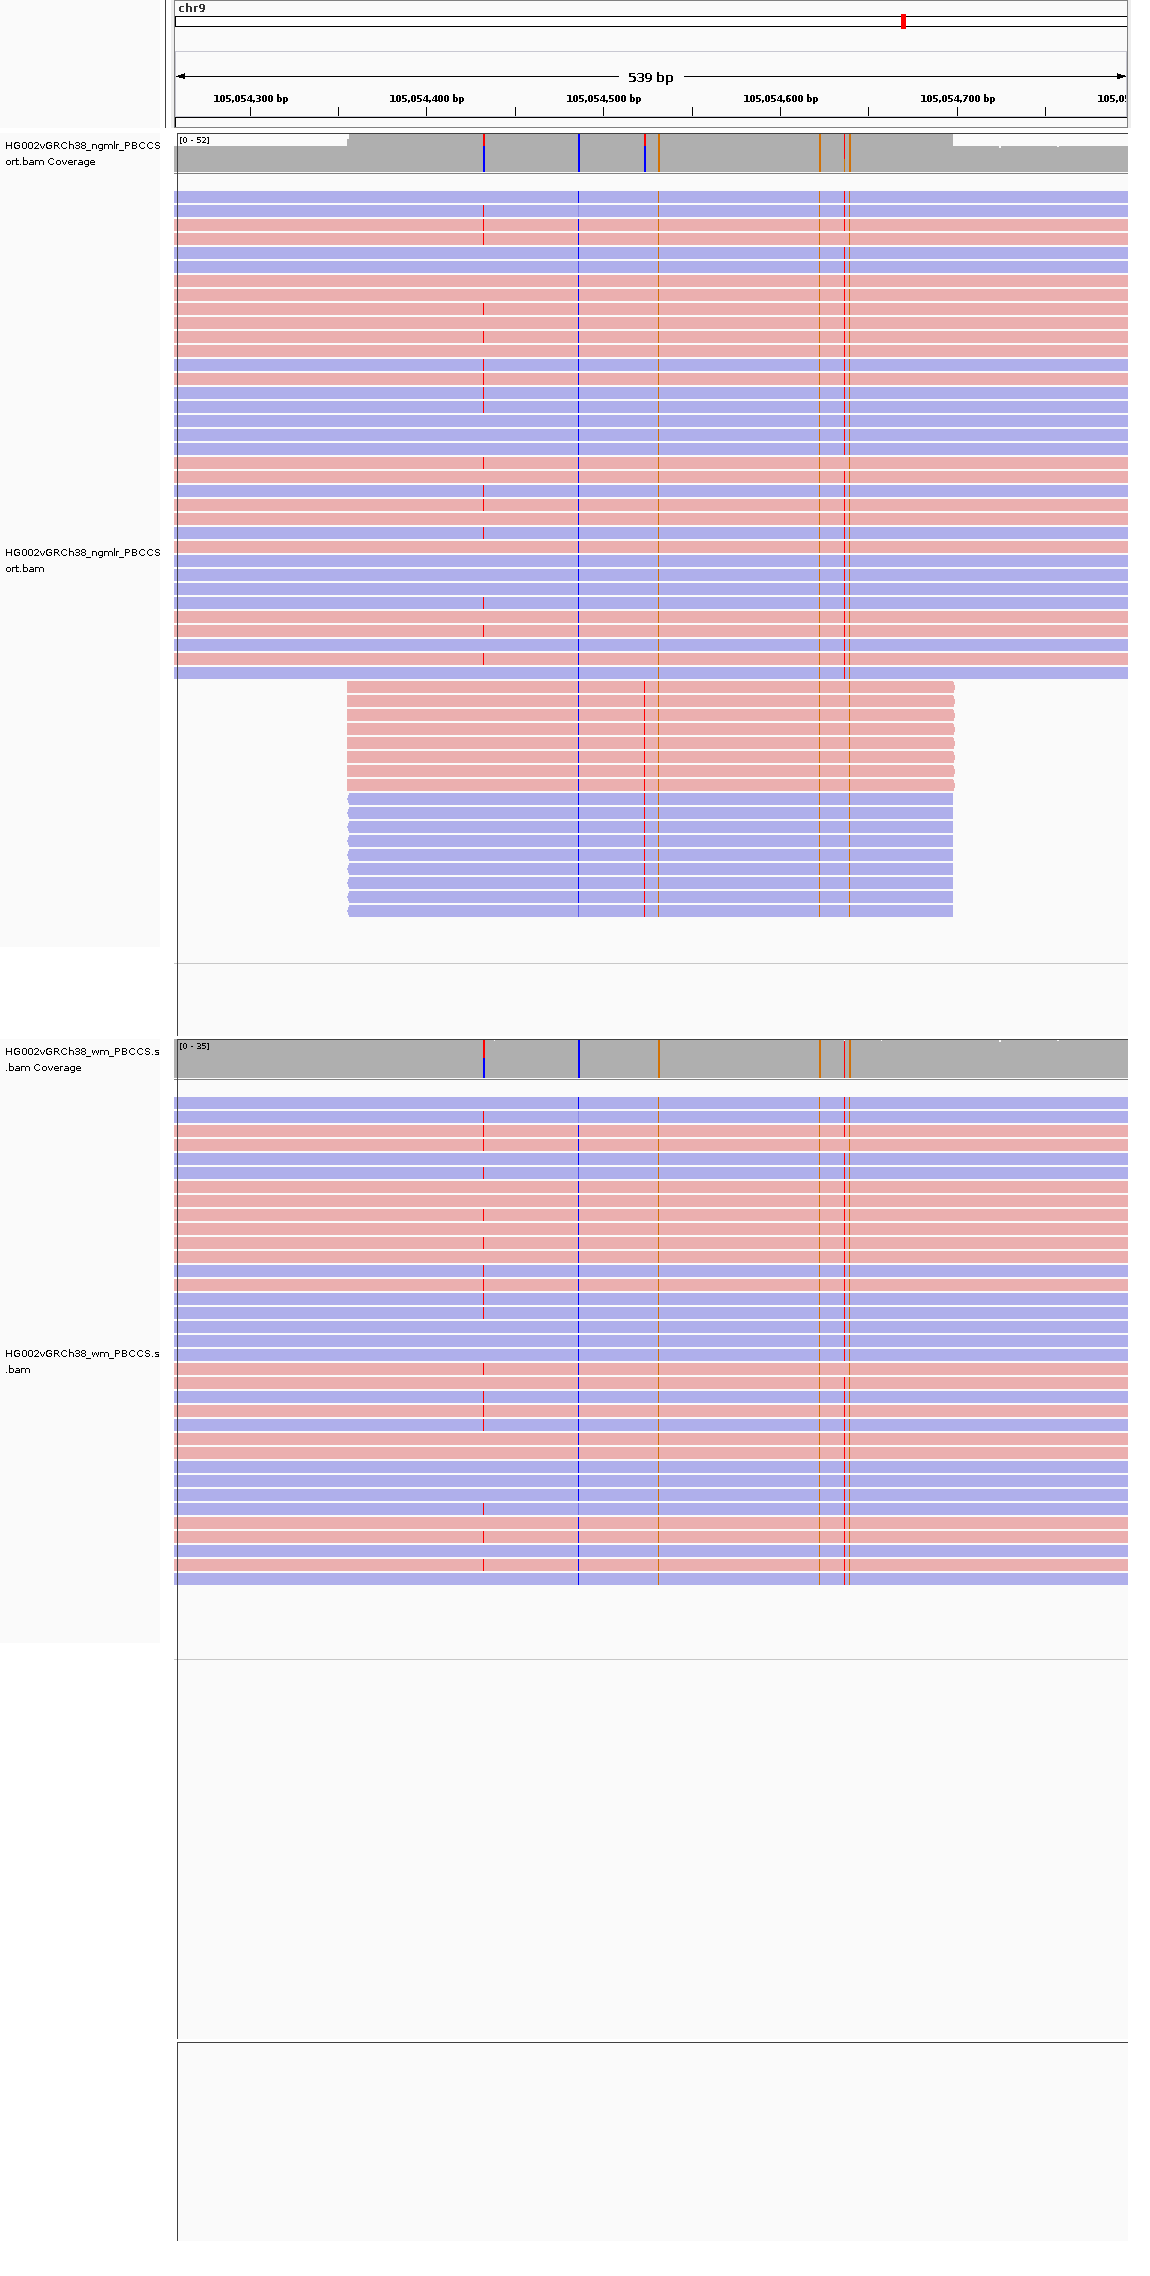 chr9
539 bp
105,054,300 bp 105,054,400 bp 105,054,500 bp 105,054,600 bp 105,054,700 bp 105,05
HG002vGRCh38_ngmlr_PBCCS
ort.bam Coverage
[0 - 52]
HG002vGRCh38_ngmlr_PBCCS
ort.bam
HG002vGRCh38_wm_PBCCS.s
.bam Coverage
[0 - 35]
HG002vGRCh38_wm_PBCCS.s
.bam